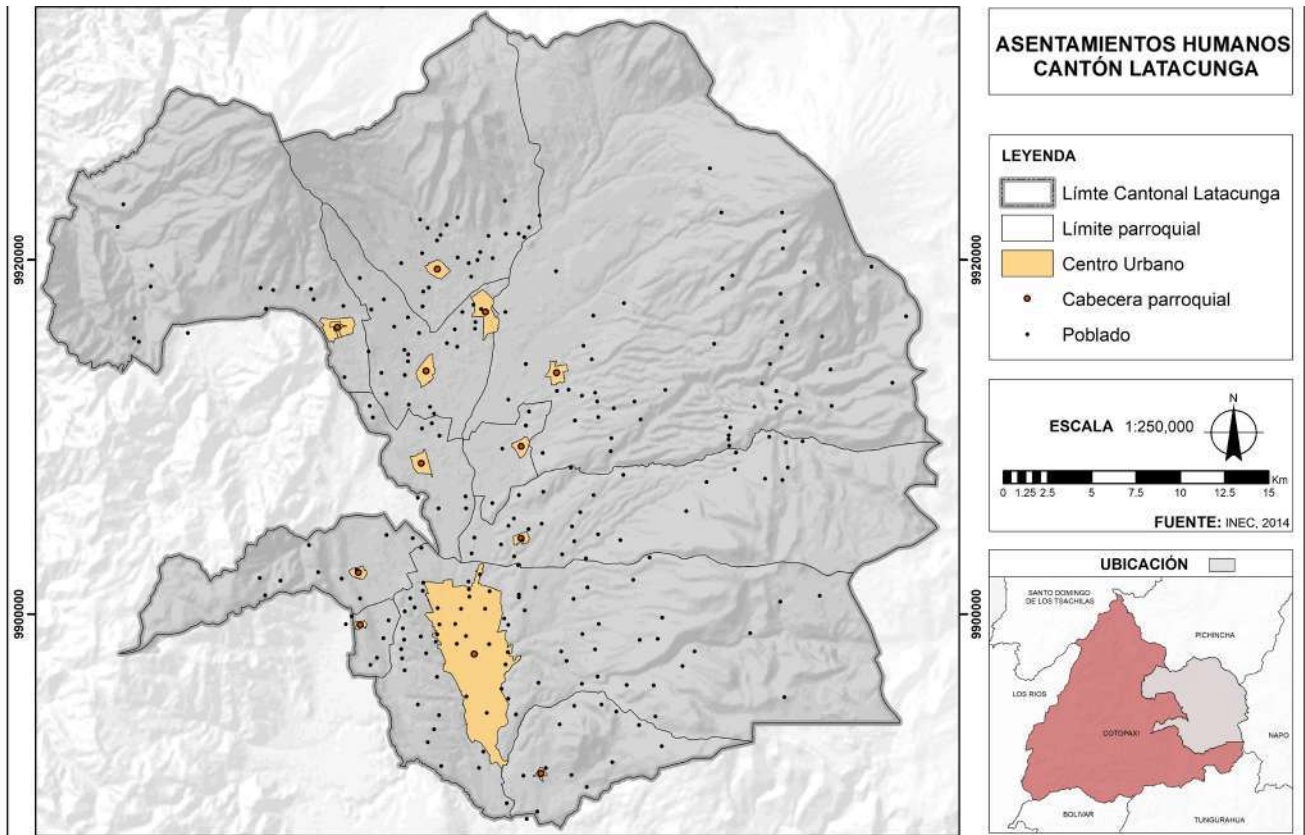 ASENTAMIENTOS HUMANOS
CANTÓN LATACUNGA
LEYENDA
Límte Cantonal Latacunga
Límite parroquial
Centro Urbano
Cabecera parroquial
Poblado
9920000
9920000
9900000
9900000
ESCALA 1:250,000
N
Km
0 1.25 2.5 5 7.5 10 12.5 15
FUENTE: INEC, 2014
UBICACIÓN
SANTO DOMINGO
DE LOS TSACHILAS
PICHINCHA
LOS RIOS
COTOPAXI
NAPO
BOLIVAR
TUNGURAHUA